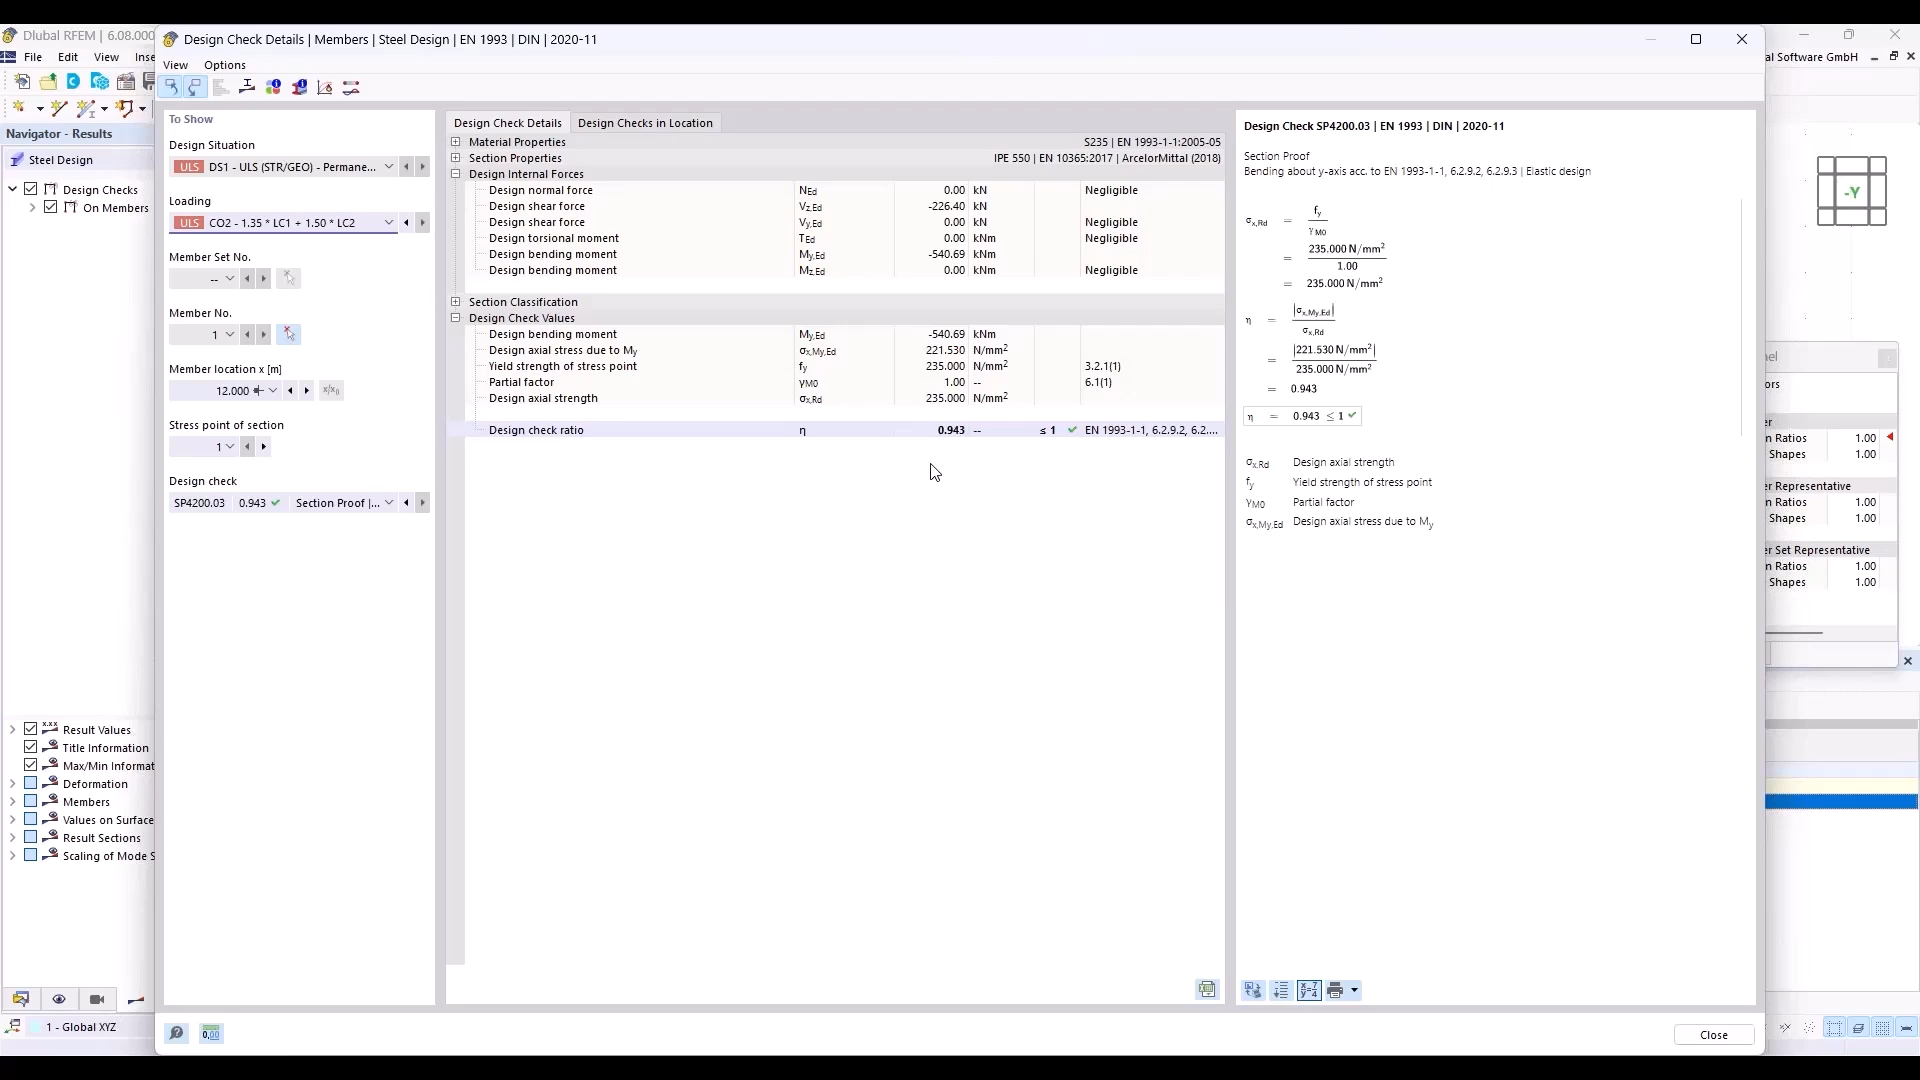 Dlubal RFEM | 6.08.000
Design Check Details | Members | Steel Design | EN 1993 | DIN | 2020-11
File Edit View Inse
View Options
al Software GmbH
Navigator - Results
Steel Design
Design Checks
On Members
Result Values
Title Information
Max/Min Informat
Deformation
Members
Values on Surface
Result Sections
Scaling of Mode S
1 - Global XYZ
To Show
Design Situation
ULS DS1 - ULS (STR/GEO) - Permane...
Loading
ULS CO2 - 1.35 * LC1 + 1.50 * LC2
Member Set No.
--
Member No.
1
Member location x [m]
12.000
x/x₀
Stress point of section
1
Design check
SP4200.03 0.943 Section Proof |...
Design Check Details Design Checks in Location
Material Properties S235 | EN 1993-1-1:2005-05
Section Properties IPE 550 | EN 10365:2017 | ArcelorMittal (2018)
Design Internal Forces
Design normal force NEd 0.00 kN Negligible
Design shear force Vz,Ed -226.40 kN
Design shear force Vy,Ed 0.00 kN Negligible
Design torsional moment TEd 0.00 kNm Negligible
Design bending moment My,Ed -540.69 kNm
Design bending moment Mz,Ed 0.00 kNm Negligible
Section Classification
Design Check Values
Design bending moment My,Ed -540.69 kNm
Design axial stress due to My σx,My,Ed 221.530 N/mm²
Yield strength of stress point fy 235.000 N/mm² 3.2.1(1)
Partial factor γM0 1.00 -- 6.1(1)
Design axial strength σx,Rd 235.000 N/mm²
Design check ratio η 0.943 -- ≤ 1 ✓ EN 1993-1-1, 6.2.9.2, 6.2....
Design Check SP4200.03 | EN 1993 | DIN | 2020-11
Section Proof
Bending about y-axis acc. to EN 1993-1-1, 6.2.9.2, 6.2.9.3 | Elastic design
σx,Rd = fy / γM0
= 235.000 N/mm² / 1.00
= 235.000 N/mm²
η = |σx,My,Ed| / σx,Rd
= |221.530 N/mm²| / 235.000 N/mm²
= 0.943
η = 0.943 ≤ 1 ✓
σx,Rd Design axial strength
fy Yield strength of stress point
γM0 Partial factor
σx,My,Ed Design axial stress due to My
-Y
nel
ors
er
n Ratios 1.00
Shapes 1.00
er Representative
n Ratios 1.00
Shapes 1.00
er Set Representative
n Ratios 1.00
Shapes 1.00
0,00
Close